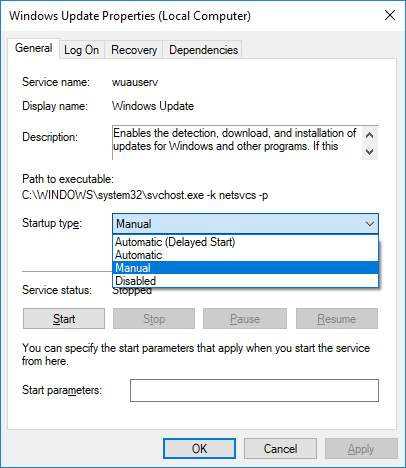 Windows Update Properties (Local Computer)
General Log On Recovery Dependencies
Service name: wuauserv
Display name: Windows Update
Description: Enables the detection, download, and installation of
updates for Windows and other programs. If this
Path to executable:
C:\WINDOWS\system32\svchost.exe -k netsvcs -p
Startup type: Manual
Automatic (Delayed Start)
Automatic
Manual
Disabled
Service status: Stopped
Start Stop Pause Resume
You can specify the start parameters that apply when you start the service
from here.
Start parameters:
OK Cancel Apply